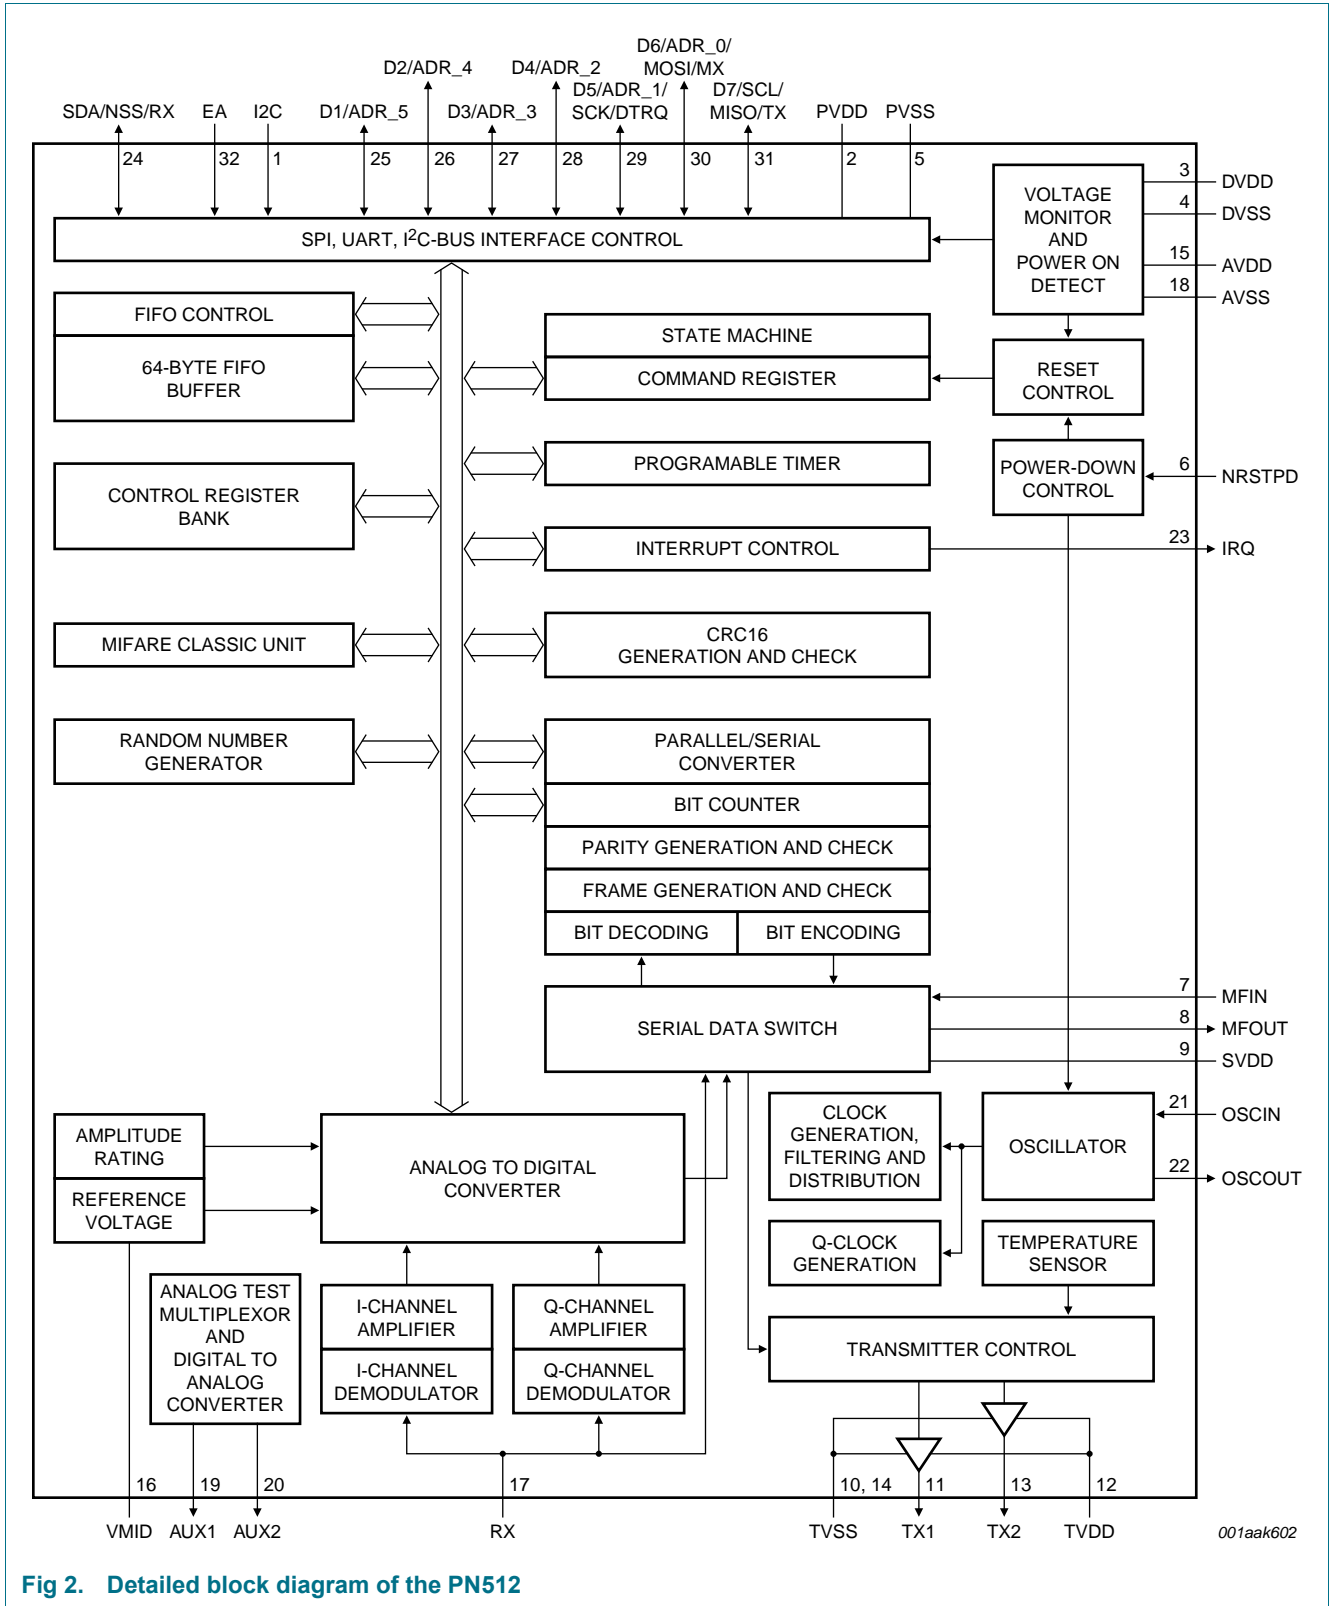 D6/ADR_0/
D2/ADR_4 D4/ADR_2 MOSI/MX
D5/ADR_1/ D7/SCL/
SDA/NSS/RX EA I2C D1/ADR_5 D3/ADR_3 SCK/DTRQ MISO/TX PVDD PVSS
24 32 1 25 26 27 28 29 30 31 2 5
3 DVDD
VOLTAGE
MONITOR
AND
POWER ON
DETECT
4 DVSS
15 AVDD
18 AVSS
SPI, UART, I2C-BUS INTERFACE CONTROL
FIFO CONTROL
STATE MACHINE
64-BYTE FIFO
BUFFER
COMMAND REGISTER
RESET
CONTROL
PROGRAMABLE TIMER
POWER-DOWN
CONTROL
6 NRSTPD
CONTROL REGISTER
BANK
INTERRUPT CONTROL
23 IRQ
MIFARE CLASSIC UNIT
CRC16
GENERATION AND CHECK
RANDOM NUMBER
GENERATOR
PARALLEL/SERIAL
CONVERTER
BIT COUNTER
PARITY GENERATION AND CHECK
FRAME GENERATION AND CHECK
BIT DECODING BIT ENCODING
SERIAL DATA SWITCH
7 MFIN
8 MFOUT
9 SVDD
AMPLITUDE
RATING
REFERENCE
VOLTAGE
ANALOG TO DIGITAL
CONVERTER
CLOCK
GENERATION,
FILTERING AND
DISTRIBUTION
OSCILLATOR
21 OSCIN
22 OSCOUT
Q-CLOCK
GENERATION
TEMPERATURE
SENSOR
ANALOG TEST
MULTIPLEXOR
AND
DIGITAL TO
ANALOG
CONVERTER
I-CHANNEL
AMPLIFIER
I-CHANNEL
DEMODULATOR
Q-CHANNEL
AMPLIFIER
Q-CHANNEL
DEMODULATOR
TRANSMITTER CONTROL
16 19 20 17 10, 14 11 13 12
VMID AUX1 AUX2 RX TVSS TX1 TX2 TVDD
001aak602
Fig 2. Detailed block diagram of the PN512